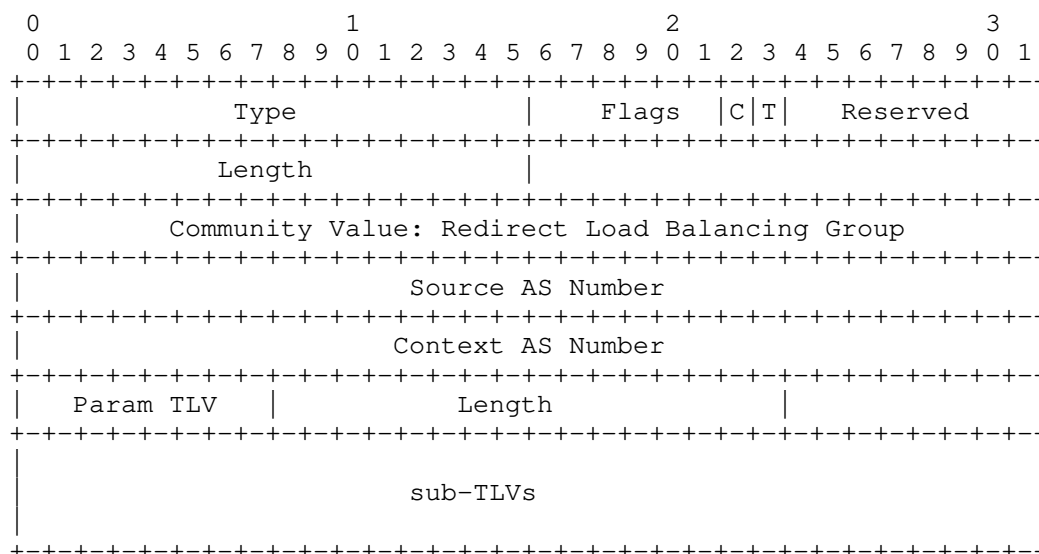 0                   1                   2                   3
 0 1 2 3 4 5 6 7 8 9 0 1 2 3 4 5 6 7 8 9 0 1 2 3 4 5 6 7 8 9 0 1
+-+-+-+-+-+-+-+-+-+-+-+-+-+-+-+-+-+-+-+-+-+-+-+-+-+-+-+-+-+-+-+--
|             Type              |   Flags   |C|T|   Reserved
+-+-+-+-+-+-+-+-+-+-+-+-+-+-+-+-+-+-+-+-+-+-+-+-+-+-+-+-+-+-+-+--
|            Length             |
+-+-+-+-+-+-+-+-+-+-+-+-+-+-+-+-+-+-+-+-+-+-+-+-+-+-+-+-+-+-+-+--
|         Community Value: Redirect Load Balancing Group
+-+-+-+-+-+-+-+-+-+-+-+-+-+-+-+-+-+-+-+-+-+-+-+-+-+-+-+-+-+-+-+--
|                        Source AS Number
+-+-+-+-+-+-+-+-+-+-+-+-+-+-+-+-+-+-+-+-+-+-+-+-+-+-+-+-+-+-+-+--
|                       Context AS Number
+-+-+-+-+-+-+-+-+-+-+-+-+-+-+-+-+-+-+-+-+-+-+-+-+-+-+-+-+-+-+-+--
|   Param TLV   |           Length              |
+-+-+-+-+-+-+-+-+-+-+-+-+-+-+-+-+-+-+-+-+-+-+-+-+-+-+-+-+-+-+-+--
|
|                        sub-TLVs
|
+-+-+-+-+-+-+-+-+-+-+-+-+-+-+-+-+-+-+-+-+-+-+-+-+-+-+-+-+-+-+-+--